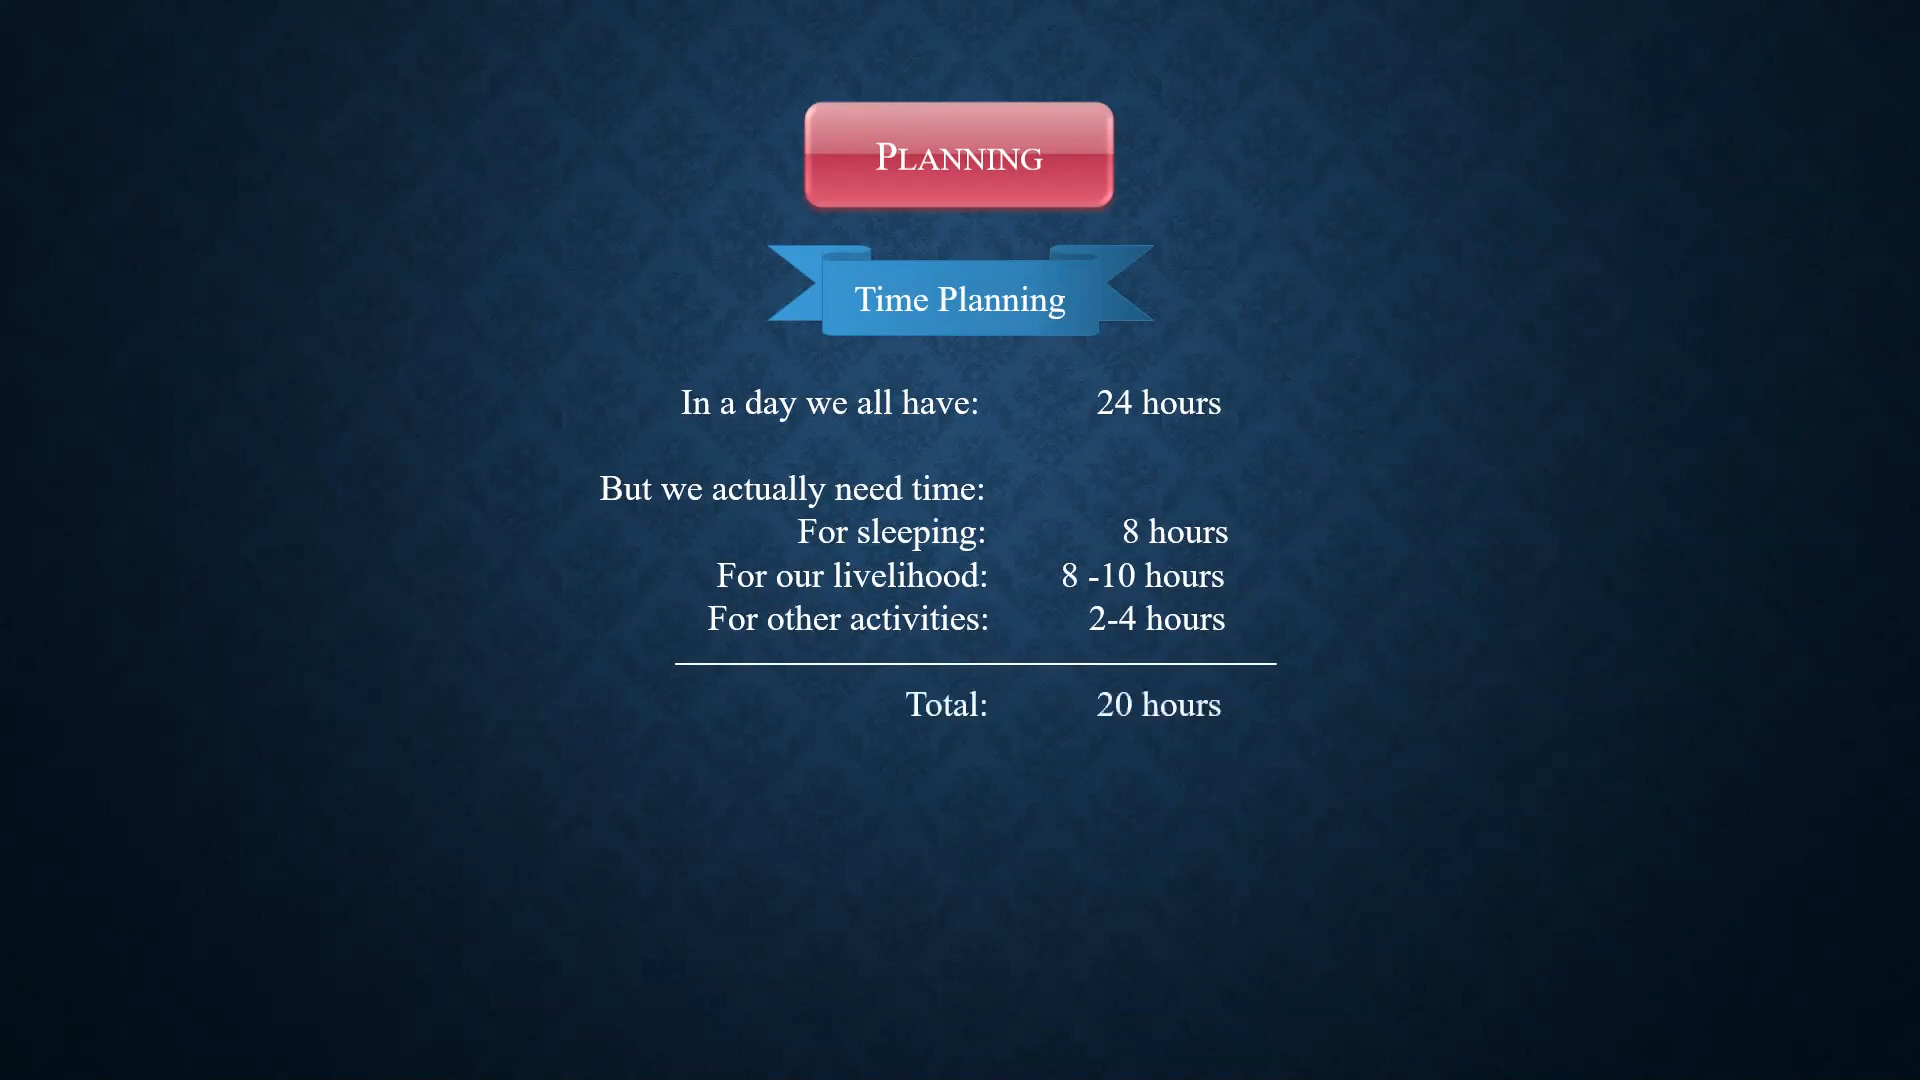 PLANNING
Time Planning
In a day we all have: 24 hours
But we actually need time:
For sleeping: 8 hours
For our livelihood: 8 -10 hours
For other activities: 2-4 hours
Total: 20 hours